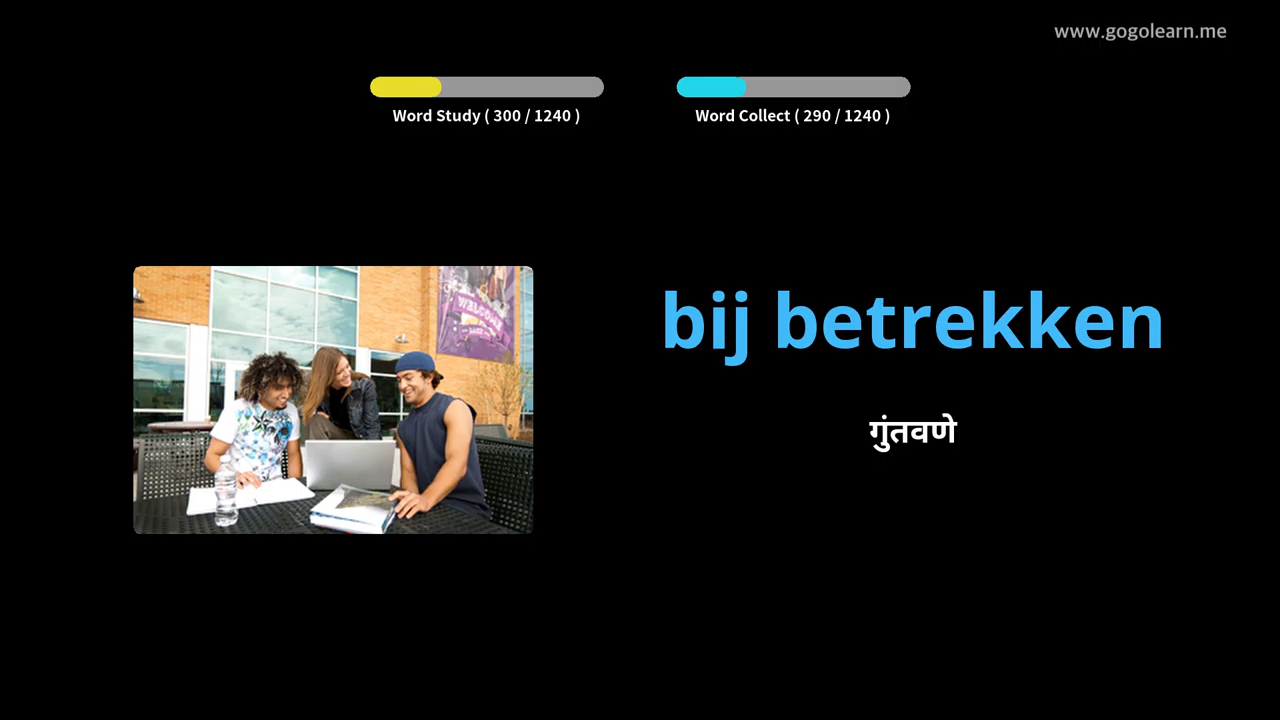 www.gogolearn.me
Word Study ( 300 / 1240 )
Word Collect ( 290 / 1240 )
bij betrekken
गुंतवणे